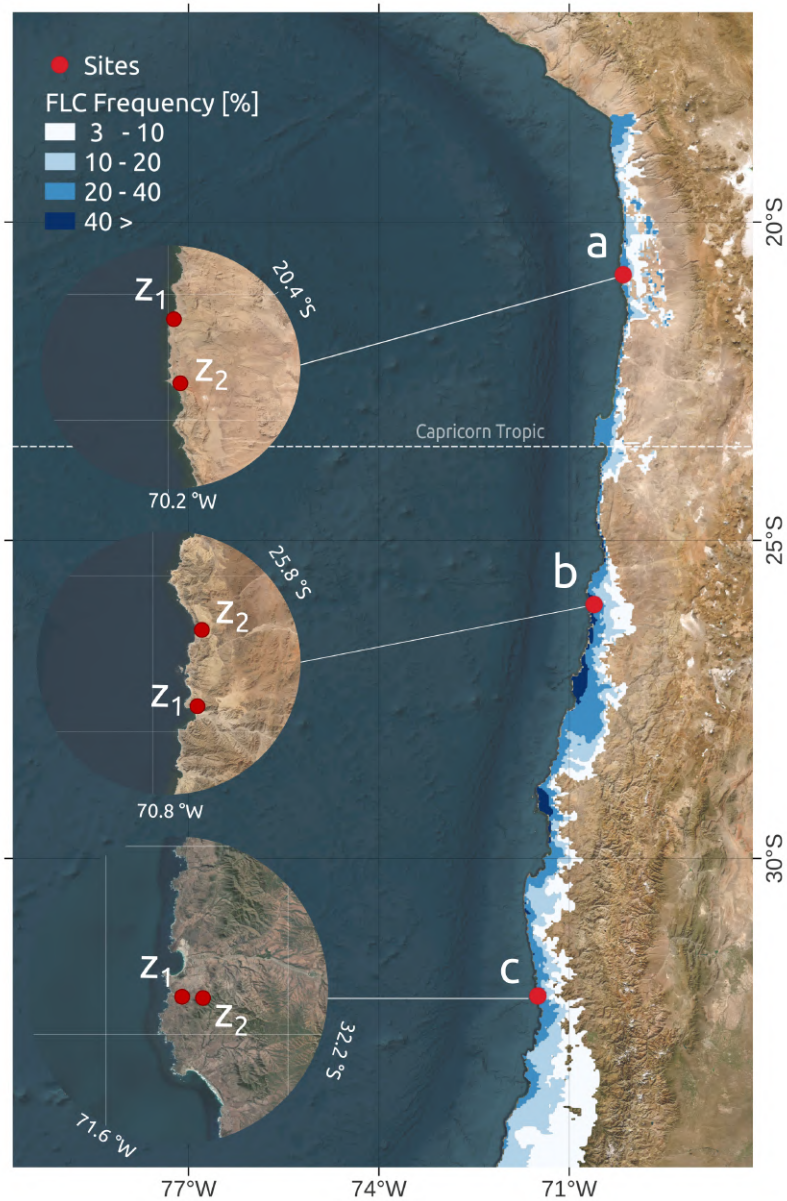 Sites
FLC Frequency [%]
3 - 10
10 - 20
20 - 40
40 >
20°S
a
z1
20.4 °S
z2
Capricorn Tropic
70.2 °W
25°S
b
25.8 °S
z2
z1
70.8 °W
30°S
c
z1
z2
32.2 °S
71.6 °W
77°W
74°W
71°W